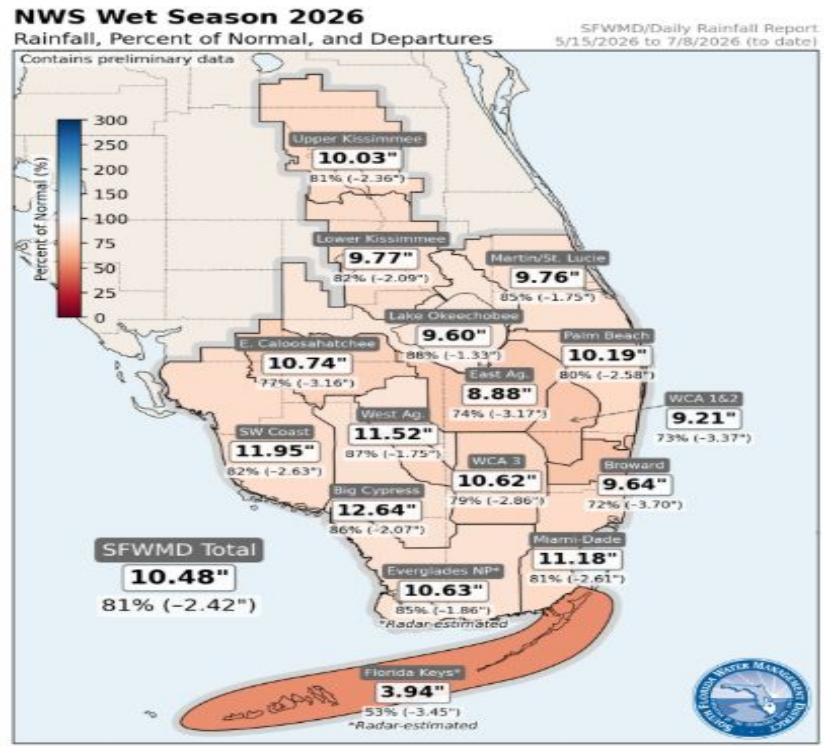 NWS Wet Season 2026
Rainfall, Percent of Normal, and Departures
SFWMD/Daily Rainfall Report
5/15/2026 to 7/8/2026 (to date)
Contains preliminary data
300
250
200
150
100
75
50
25
0
Percent of Normal (%)
Upper Kissimmee
10.03"
81% (-2.36")
Lower Kissimmee
9.77"
82% (-2.09")
Martin/St. Lucie
9.76"
85% (-1.75")
Lake Okeechobee
9.60"
88% (-1.33")
Palm Beach
10.19"
80% (-2.58")
E. Caloosahatchee
10.74"
77% (-3.16")
East Ag.
8.88"
74% (-3.17")
WCA 1&2
9.21"
73% (-3.37")
West Ag.
11.52"
87% (-1.75")
SW Coast
11.95"
82% (-2.63")
WCA 3
10.62"
79% (-2.86")
Broward
9.64"
72% (-3.70")
Big Cypress
12.64"
86% (-2.07")
Miami-Dade
11.18"
81% (-2.61")
SFWMD Total
10.48"
81% (-2.42")
Everglades NP*
10.63"
85% (-1.86")
*Radar-estimated
Florida Keys*
3.94"
53% (-3.45")
*Radar-estimated
SOUTH FLORIDA WATER MANAGEMENT DISTRICT